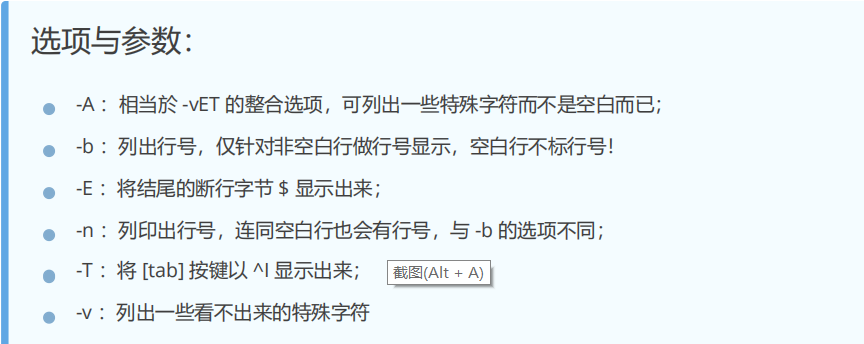 选项与参数：
-A ：相当於 -vET 的整合选项，可列出一些特殊字符而不是空白而已；
-b ：列出行号，仅针对非空白行做行号显示，空白行不标行号！
-E ：将结尾的断行字节 $ 显示出来；
-n ：列印出行号，连同空白行也会有行号，与 -b 的选项不同；
-T ：将 [tab] 按键以 ^I 显示出来；
截图(Alt + A)
-v ：列出一些看不出来的特殊字符